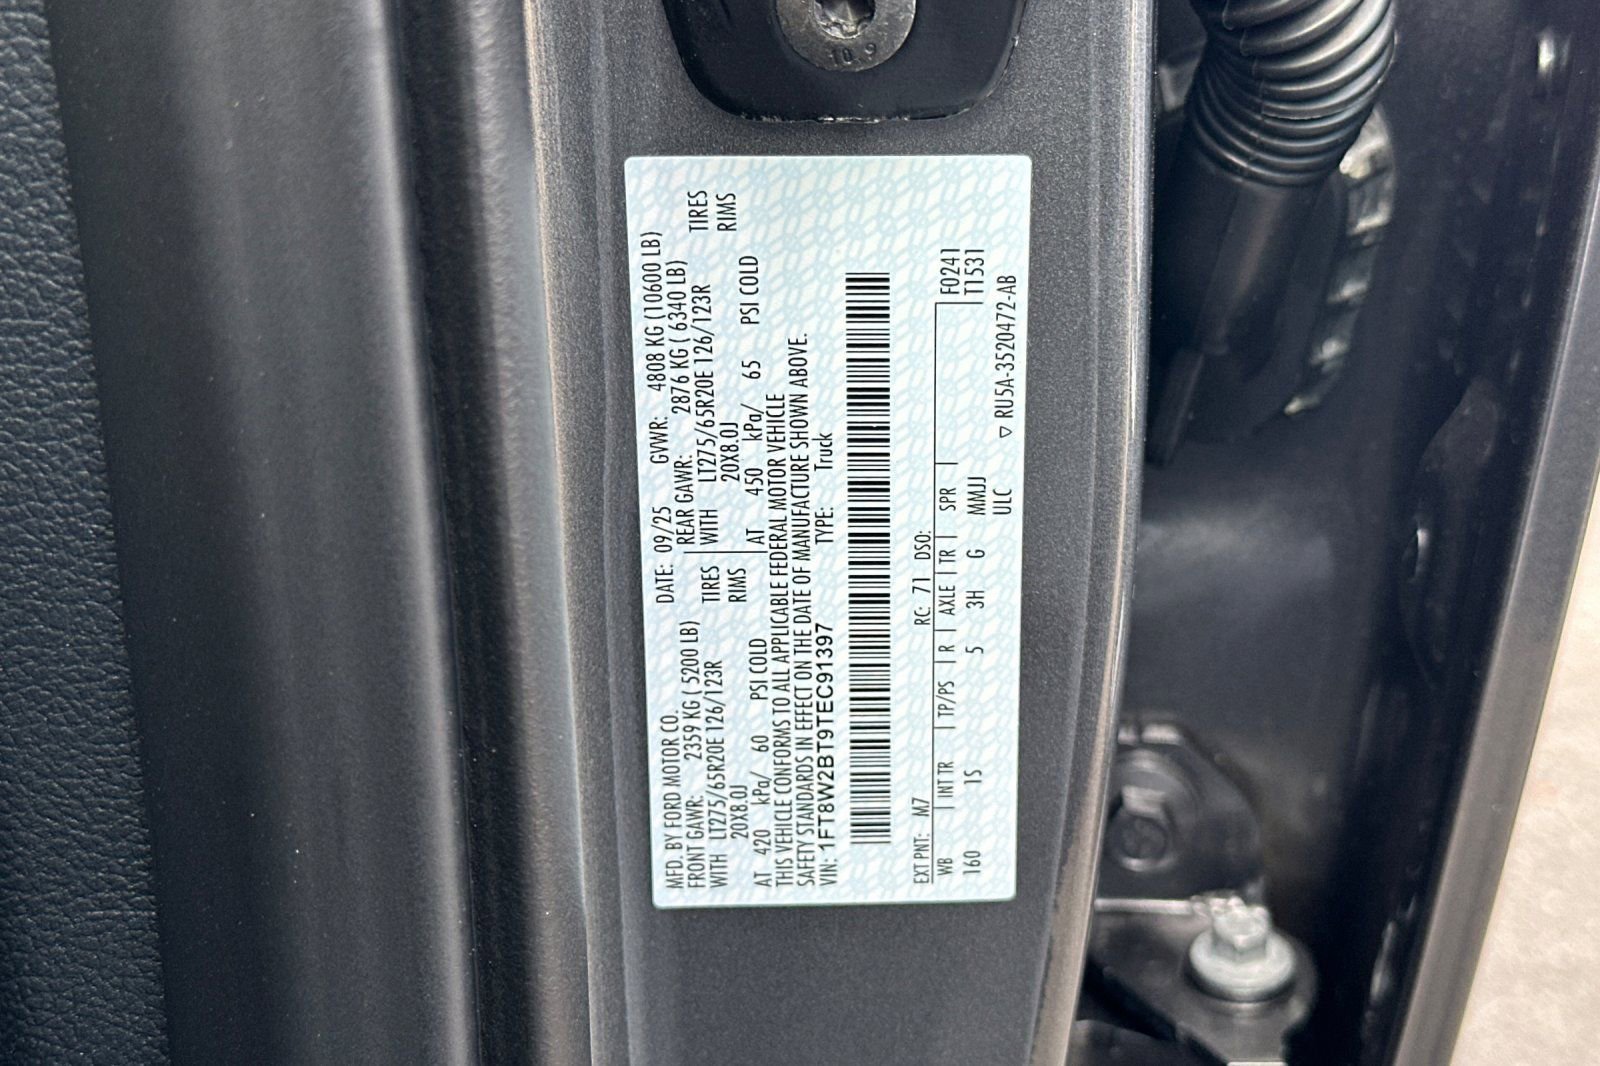 10.9
MFD. BY FORD MOTOR CO.
DATE: 09/25 GVWR: 4808 KG (10600 LB)
FRONT GAWR: 2359 KG ( 5200 LB)
REAR GAWR: 2876 KG ( 6340 LB)
WITH LT275/65R20E 126/123R TIRES
WITH LT275/65R20E 126/123R TIRES
20X8.0J RIMS
20X8.0J RIMS
AT 420 kPa/ 60 PSI COLD
AT 450 kPa/ 65 PSI COLD
THIS VEHICLE CONFORMS TO ALL APPLICABLE FEDERAL MOTOR VEHICLE
SAFETY STANDARDS IN EFFECT ON THE DATE OF MANUFACTURE SHOWN ABOVE.
VIN: 1FT8W2BT9TEC91397 TYPE: Truck
EXT PNT: M7 RC: 71 DSO:
WB | INT TR | TP/PS | R | AXLE | TR | SPR | F0241
160 1S 5 3H G MMJJ T1531
ULC ▽ RU5A-3520472-AB